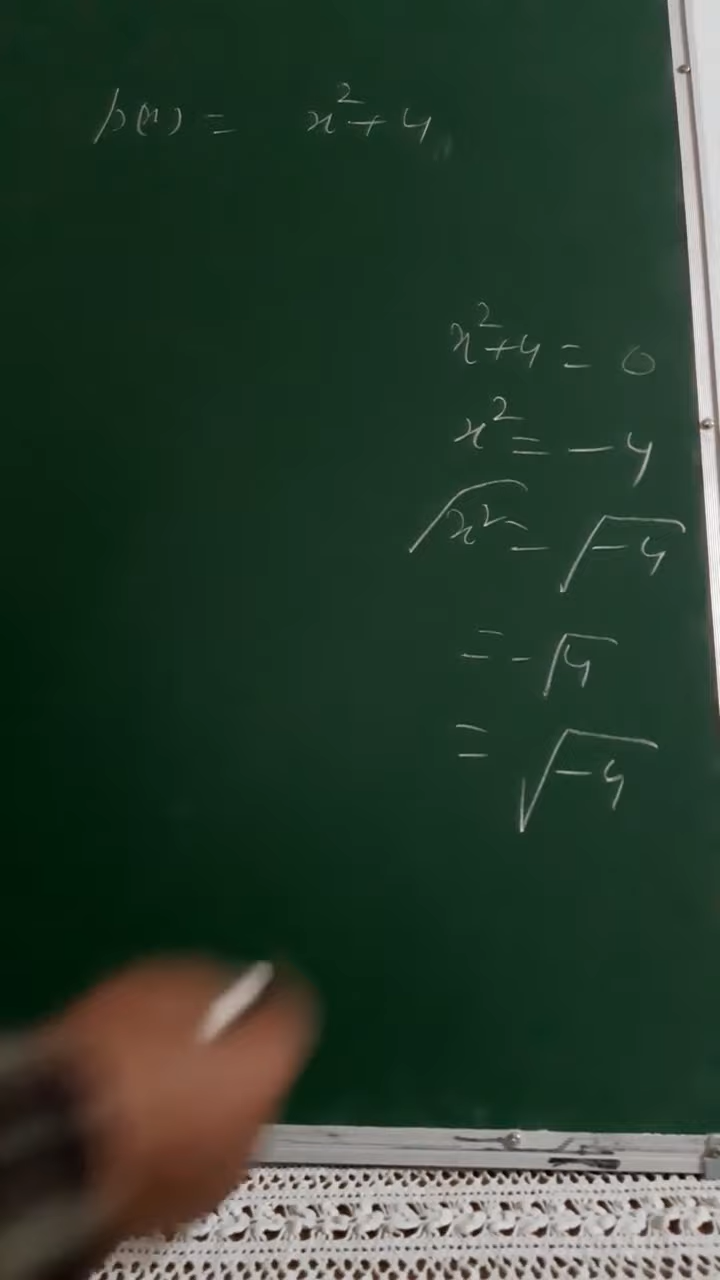 p(x) = x²+4
x²+4 = 0
x² = -4
√x² = √-4
= -√4
= √-4